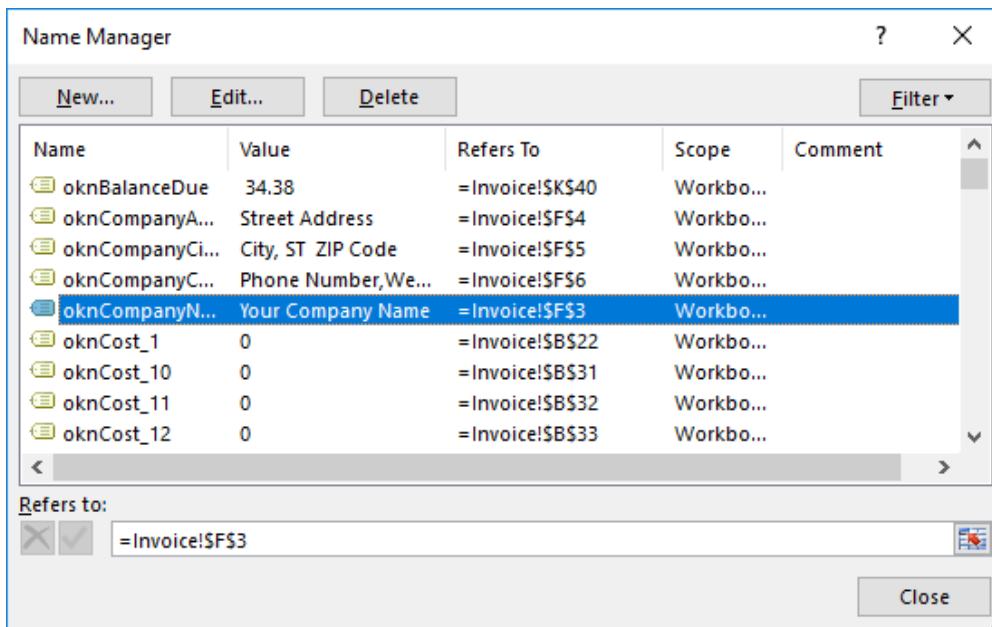 Name Manager ?
New... Edit... Delete Filter
Name Value Refers To Scope Comment
oknBalanceDue 34.38 =Invoice!$K$40 Workbo...
oknCompanyA... Street Address =Invoice!$F$4 Workbo...
oknCompanyCi... City, ST  ZIP Code =Invoice!$F$5 Workbo...
oknCompanyC... Phone Number,We... =Invoice!$F$6 Workbo...
oknCompanyN... Your Company Name =Invoice!$F$3 Workbo...
oknCost_1 0 =Invoice!$B$22 Workbo...
oknCost_10 0 =Invoice!$B$31 Workbo...
oknCost_11 0 =Invoice!$B$32 Workbo...
oknCost_12 0 =Invoice!$B$33 Workbo...
Refers to:
=Invoice!$F$3
Close